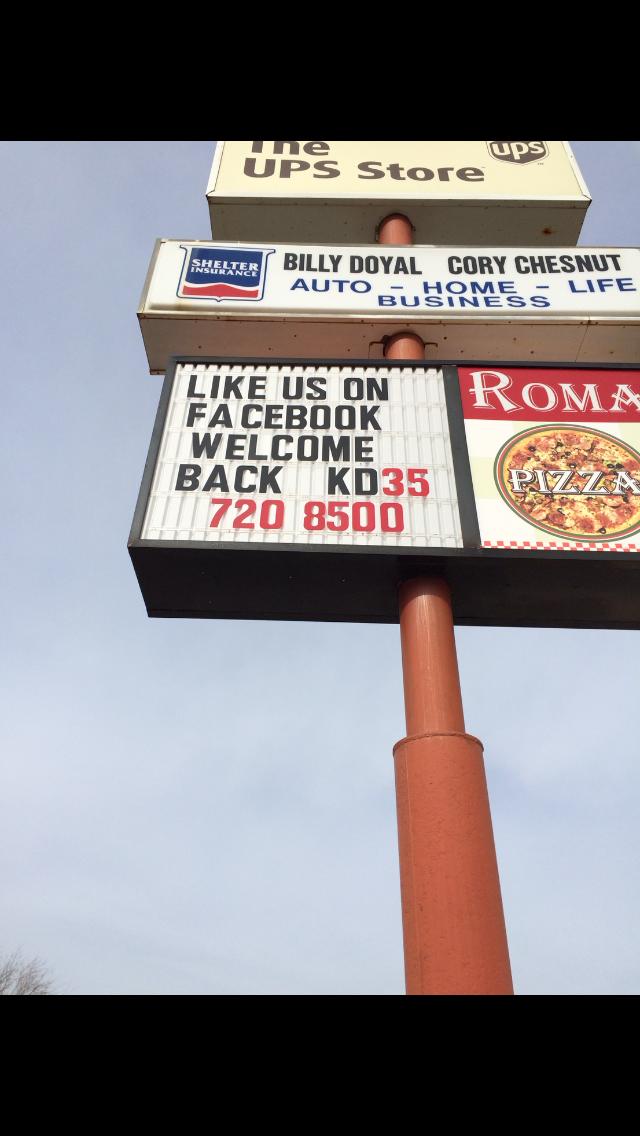 The
UPS Store
ups
SHELTER
INSURANCE
BILLY DOYAL CORY CHESNUT
AUTO - HOME - LIFE
BUSINESS
LIKE US ON
FACEBOOK
WELCOME
BACK KD35
720 8500
ROMA
PIZZA